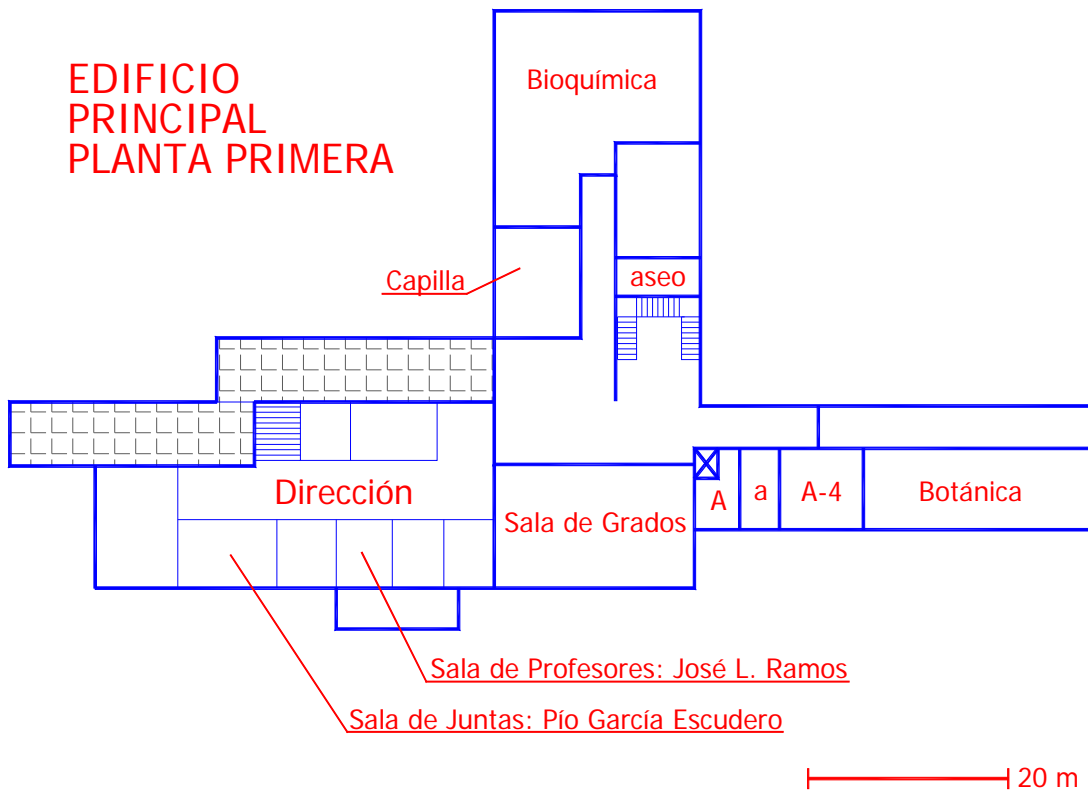 EDIFICIO
PRINCIPAL
PLANTA PRIMERA
Bioquímica
Capilla
aseo
Dirección
Sala de Grados
A
a
A-4
Botánica
Sala de Profesores: José L. Ramos
Sala de Juntas: Pío García Escudero
20 m